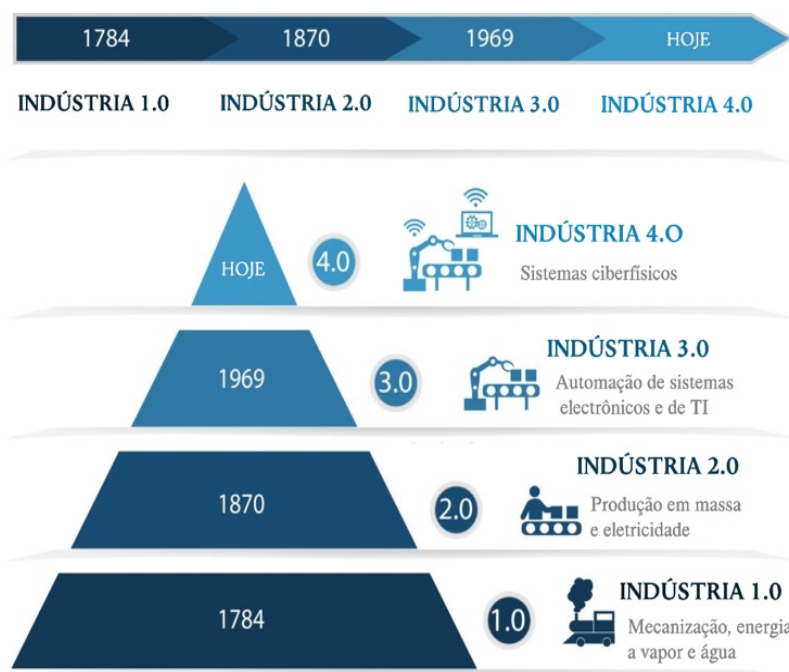 1784 1870 1969 HOJE
INDÚSTRIA 1.0 INDÚSTRIA 2.0 INDÚSTRIA 3.0 INDÚSTRIA 4.0
HOJE
4.0
INDÚSTRIA 4.O
Sistemas ciberfísicos
1969
3.0
INDÚSTRIA 3.0
Automação de sistemas
electrônicos e de TI
1870
2.0
INDÚSTRIA 2.0
Produção em massa
e eletricidade
1784
1.0
INDÚSTRIA 1.0
Mecanização, energia
a vapor e água